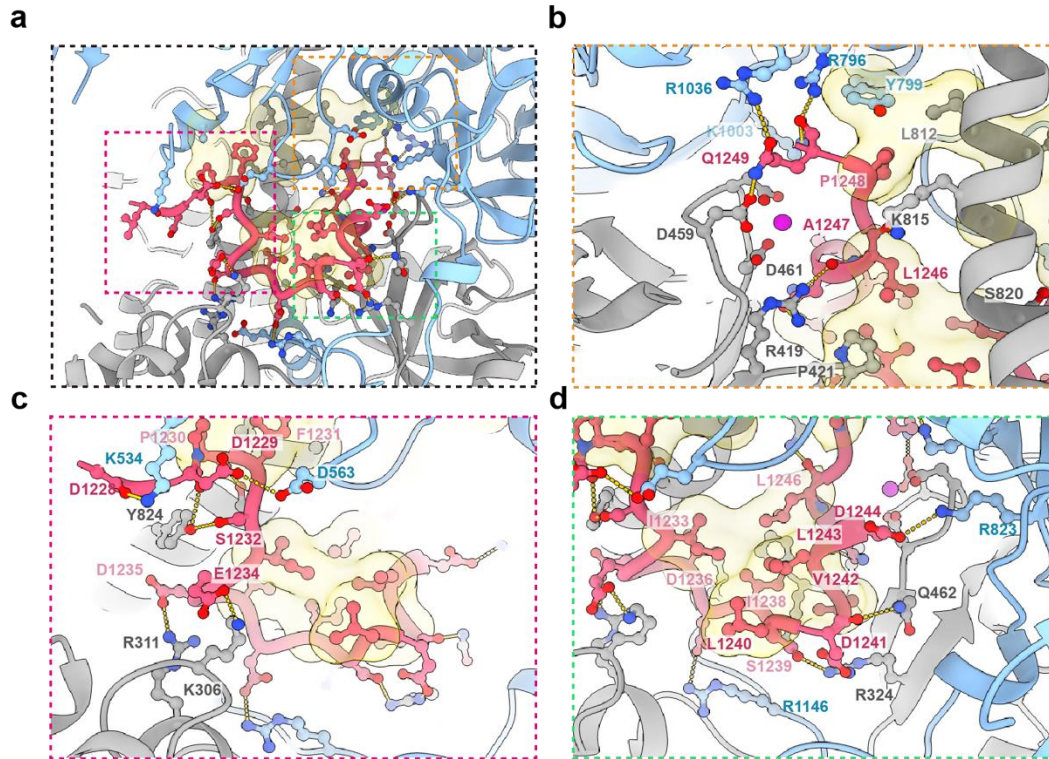 a
b
R796
R1036
Y799
K1003
L812
Q1249
P1248
D459
K815
A1247
D461
L1246
S820
R419
P421
c
d
P1230
D1229
F1231
K534
D563
D1228
Y824
S1232
D1235
E1234
R311
K306
L1246
D1244
I1233
L1243
R823
D1236
V1242
Q462
I1238
L1240
D1241
S1239
R324
R1146